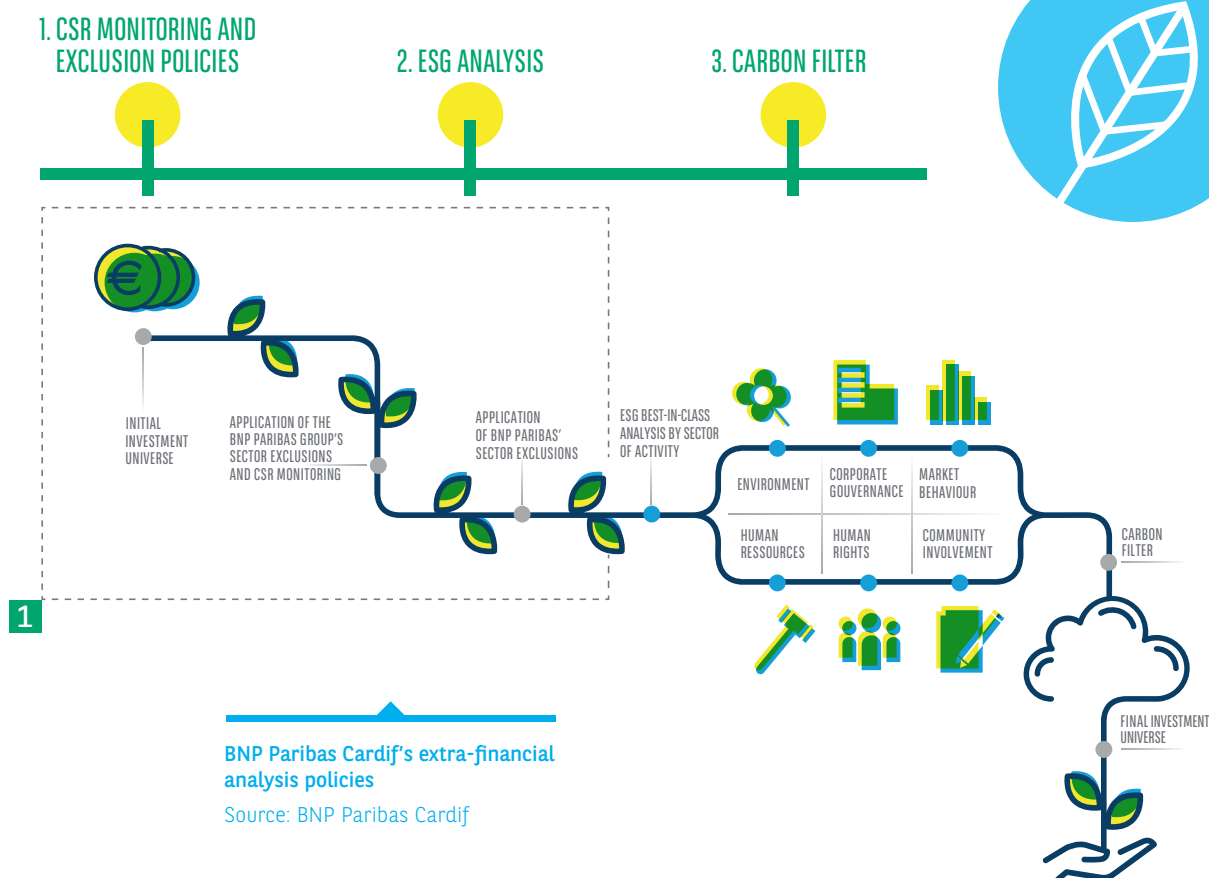 1. CSR MONITORING AND
EXCLUSION POLICIES
2. ESG ANALYSIS
3. CARBON FILTER
€
INITIAL
INVESTMENT
UNIVERSE
APPLICATION OF THE
BNP PARIBAS GROUP'S
SECTOR EXCLUSIONS
AND CSR MONITORING
APPLICATION
OF BNP PARIBAS'
SECTOR EXCLUSIONS
ESG BEST-IN-CLASS
ANALYSIS BY SECTOR
OF ACTIVITY
ENVIRONMENT
CORPORATE
GOUVERNANCE
MARKET
BEHAVIOUR
HUMAN
RESSOURCES
HUMAN
RIGHTS
COMMUNITY
INVOLVEMENT
CARBON
FILTER
FINAL INVESTMENT
UNIVERSE
1
BNP Paribas Cardif's extra-financial
analysis policies
Source: BNP Paribas Cardif